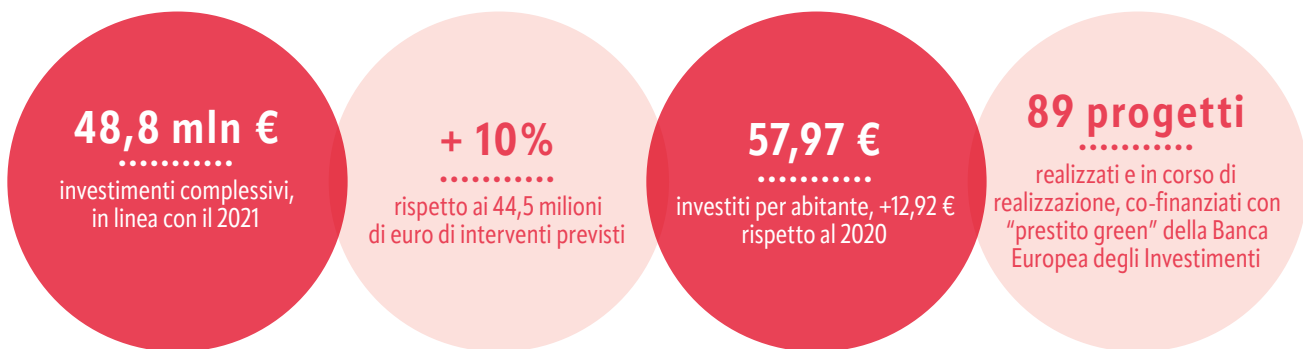 48,8 mln €
investimenti complessivi,
in linea con il 2021
+ 10%
rispetto ai 44,5 milioni
di euro di interventi previsti
57,97 €
investiti per abitante, +12,92 €
rispetto al 2020
89 progetti
realizzati e in corso di
realizzazione, co-finanziati con
“prestito green” della Banca
Europea degli Investimenti